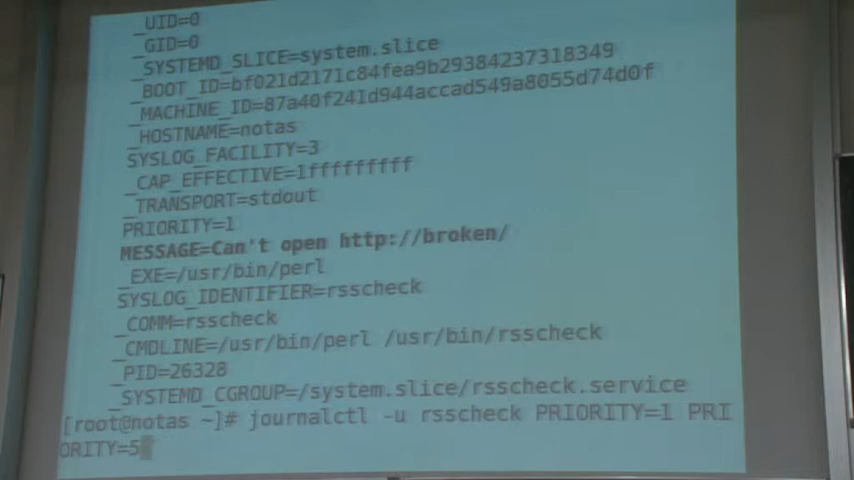 _UID=0
_GID=0
_SYSTEMD_SLICE=system.slice
_BOOT_ID=bf021d2171c84fea9b29384237318349
_MACHINE_ID=87a40f241d944accad549a8055d74d0f
_HOSTNAME=notas
SYSLOG_FACILITY=3
_CAP_EFFECTIVE=1fffffffff
_TRANSPORT=stdout
PRIORITY=1
MESSAGE=Can't open http://broken/
_EXE=/usr/bin/perl
SYSLOG_IDENTIFIER=rsscheck
_COMM=rsscheck
_CMDLINE=/usr/bin/perl /usr/bin/rsscheck
_PID=26328
_SYSTEMD_CGROUP=/system.slice/rsscheck.service
[root@notas ~]# journalctl -u rsscheck PRIORITY=1 PRI
ORITY=5